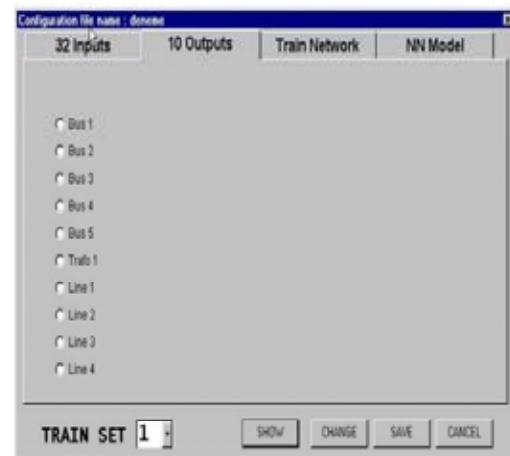 Configuration file name : deneme
32 Inputs 10 Outputs Train Network NN Model
Bus 1
Bus 2
Bus 3
Bus 4
Bus 5
Trafo 1
Line 1
Line 2
Line 3
Line 4
TRAIN SET 1 SHOW CHANGE SAVE CANCEL